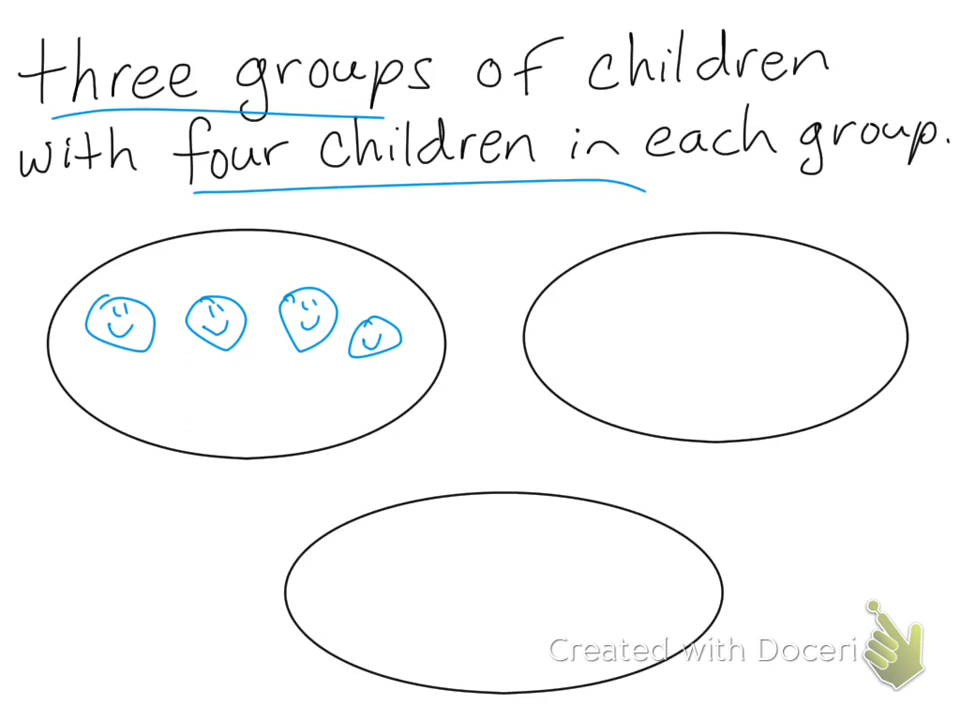 three groups of children
with four children in each group.
Created with Doceri